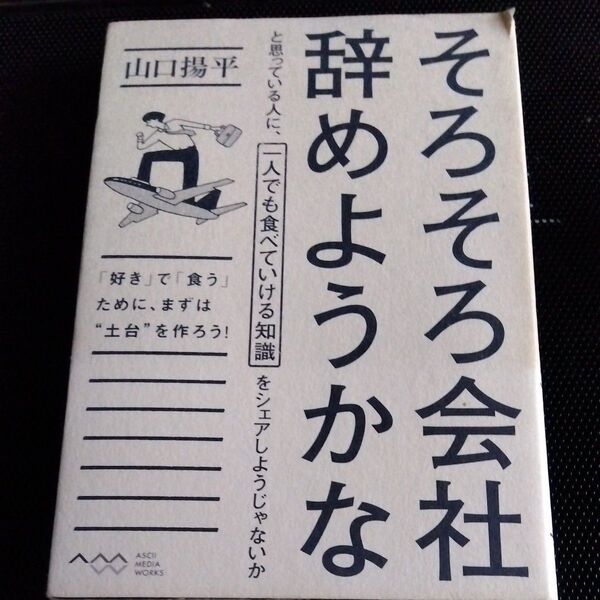 そろそろ会社
辞めようかな
と思っている人に、一人でも食べていける知識をシェアしようじゃないか
山口揚平
「好き」で「食う」
ために、まずは
“土台”を作ろう!
ASCII
MEDIA
WORKS